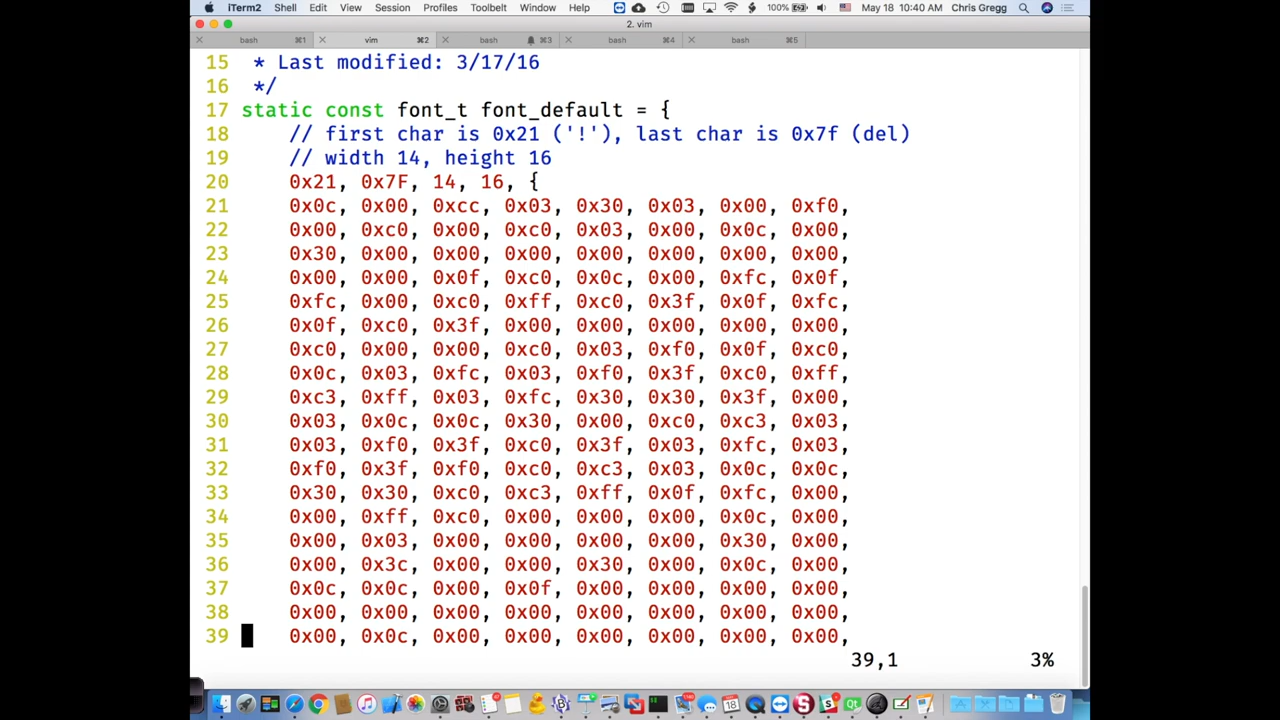 iTerm2 Shell Edit View Session Profiles Toolbelt Window Help 100% May 18 10:40 AM Chris Gregg
2. vim
bash ⌘1 vim ⌘2 bash ⌘3 bash ⌘4 bash ⌘5
15 * Last modified: 3/17/16
16 */
17 static const font_t font_default = {
18 // first char is 0x21 ('!'), last char is 0x7f (del)
19 // width 14, height 16
20 0x21, 0x7F, 14, 16, {
21 0x0c, 0x00, 0xcc, 0x03, 0x30, 0x03, 0x00, 0xf0,
22 0x00, 0xc0, 0x00, 0xc0, 0x03, 0x00, 0x0c, 0x00,
23 0x30, 0x00, 0x00, 0x00, 0x00, 0x00, 0x00, 0x00,
24 0x00, 0x00, 0x0f, 0xc0, 0x0c, 0x00, 0xfc, 0x0f,
25 0xfc, 0x00, 0xc0, 0xff, 0xc0, 0x3f, 0x0f, 0xfc,
26 0x0f, 0xc0, 0x3f, 0x00, 0x00, 0x00, 0x00, 0x00,
27 0xc0, 0x00, 0x00, 0xc0, 0x03, 0xf0, 0x0f, 0xc0,
28 0x0c, 0x03, 0xfc, 0x03, 0xf0, 0x3f, 0xc0, 0xff,
29 0xc3, 0xff, 0x03, 0xfc, 0x30, 0x30, 0x3f, 0x00,
30 0x03, 0x0c, 0x0c, 0x30, 0x00, 0xc0, 0xc3, 0x03,
31 0x03, 0xf0, 0x3f, 0xc0, 0x3f, 0x03, 0xfc, 0x03,
32 0xf0, 0x3f, 0xf0, 0xc0, 0xc3, 0x03, 0x0c, 0x0c,
33 0x30, 0x30, 0xc0, 0xc3, 0xff, 0x0f, 0xfc, 0x00,
34 0x00, 0xff, 0xc0, 0x00, 0x00, 0x00, 0x0c, 0x00,
35 0x00, 0x03, 0x00, 0x00, 0x00, 0x00, 0x30, 0x00,
36 0x00, 0x3c, 0x00, 0x00, 0x30, 0x00, 0x0c, 0x00,
37 0x0c, 0x0c, 0x00, 0x0f, 0x00, 0x00, 0x00, 0x00,
38 0x00, 0x00, 0x00, 0x00, 0x00, 0x00, 0x00, 0x00,
39 0x00, 0x0c, 0x00, 0x00, 0x00, 0x00, 0x00, 0x00,
39,1 3%